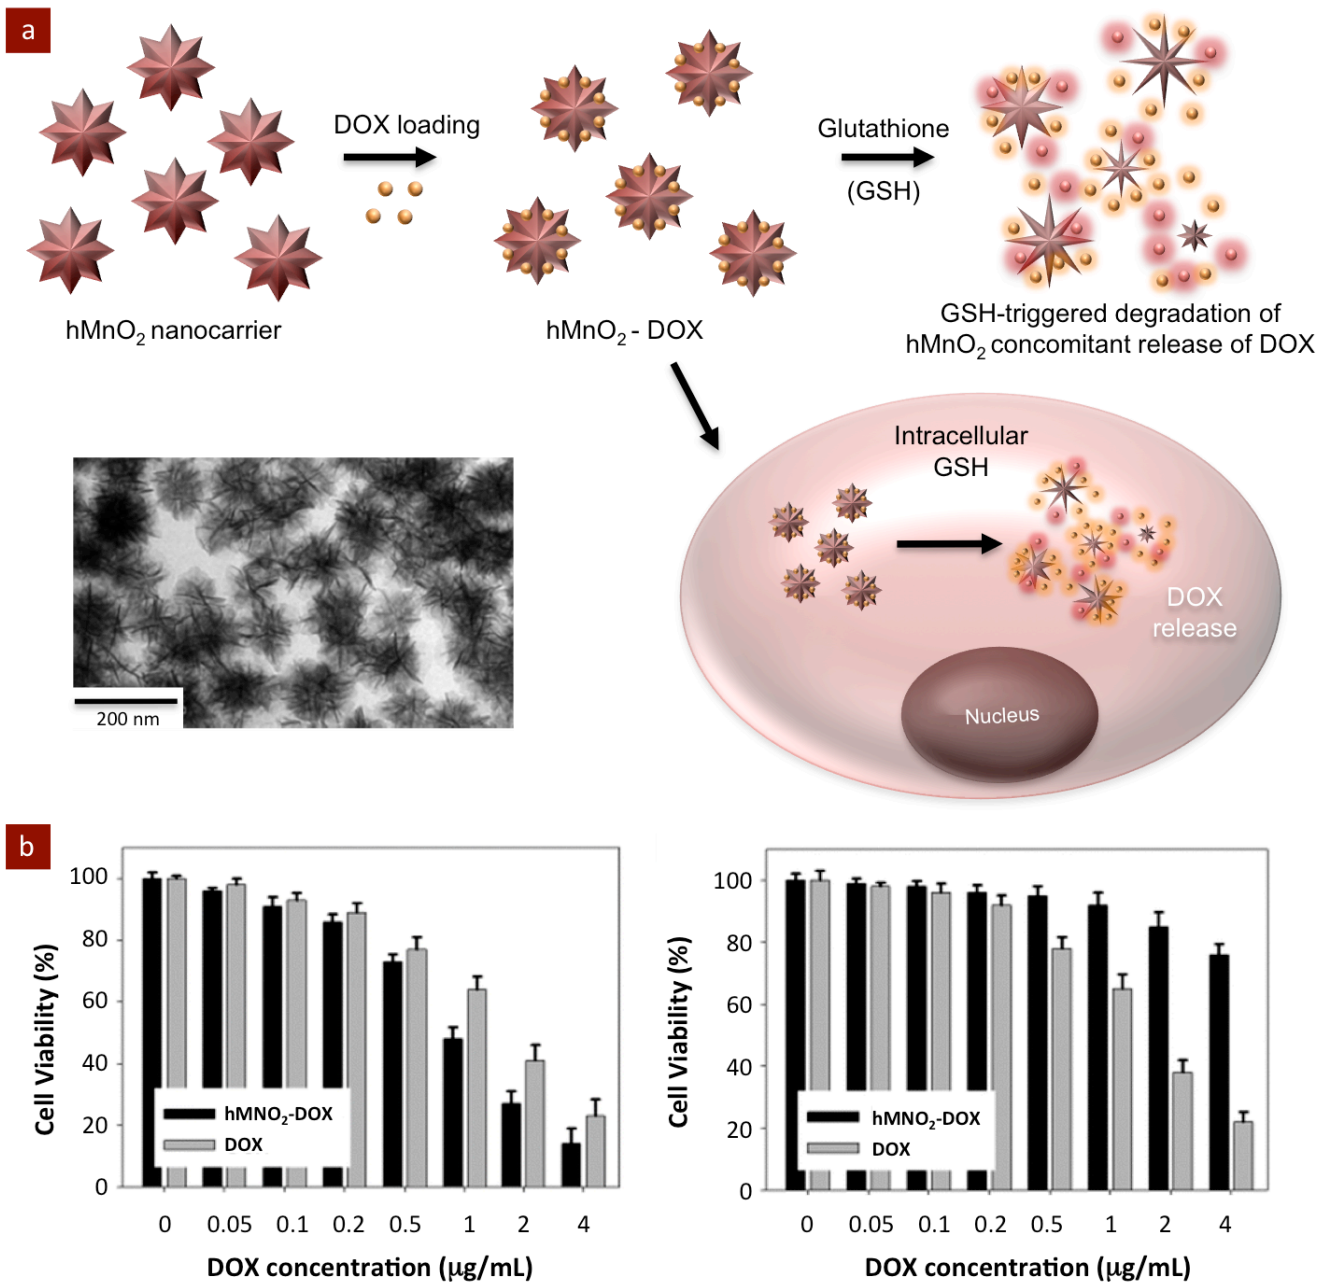 a
DOX loading
Glutathione
(GSH)
hMnO₂ nanocarrier
hMnO₂ - DOX
GSH-triggered degradation of
hMnO₂ concomitant release of DOX
Intracellular
GSH
DOX
release
Nucleus
200 nm
b
Cell Viability (%)
100
80
60
40
20
0
hMNO₂-DOX
DOX
0 0.05 0.1 0.2 0.5 1 2 4
DOX concentration (µg/mL)
Cell Viability (%)
100
80
60
40
20
0
hMNO₂-DOX
DOX
0 0.05 0.1 0.2 0.5 1 2 4
DOX concentration (µg/mL)